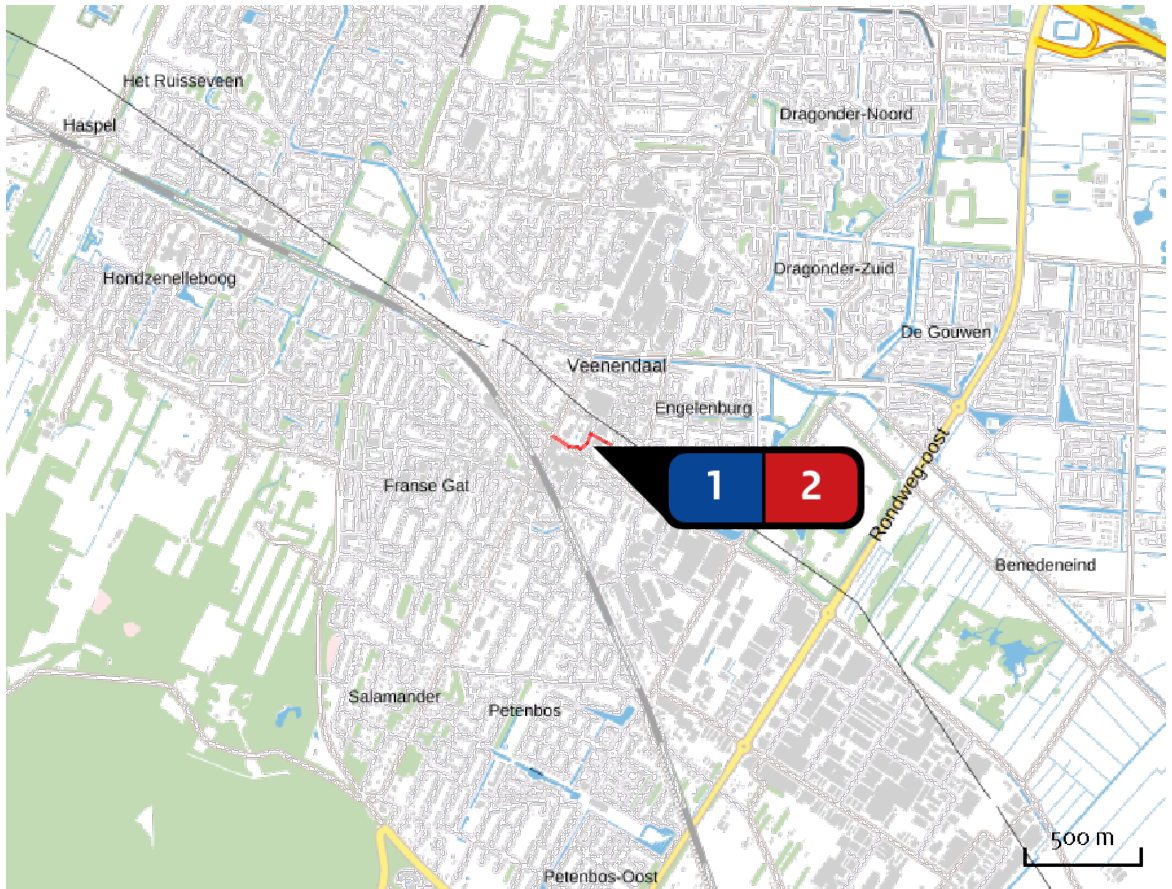 Het Ruisseveen
Haspel
Dragonder-Noord
Hondzenelleboog
Dragonder-Zuid
De Gouwen
Veenendaal
Engelenburg
Franse Gat
1 2
Rondweg-oost
Benedeneind
Salamander
Petenbos
500 m
Petenbos-Oost